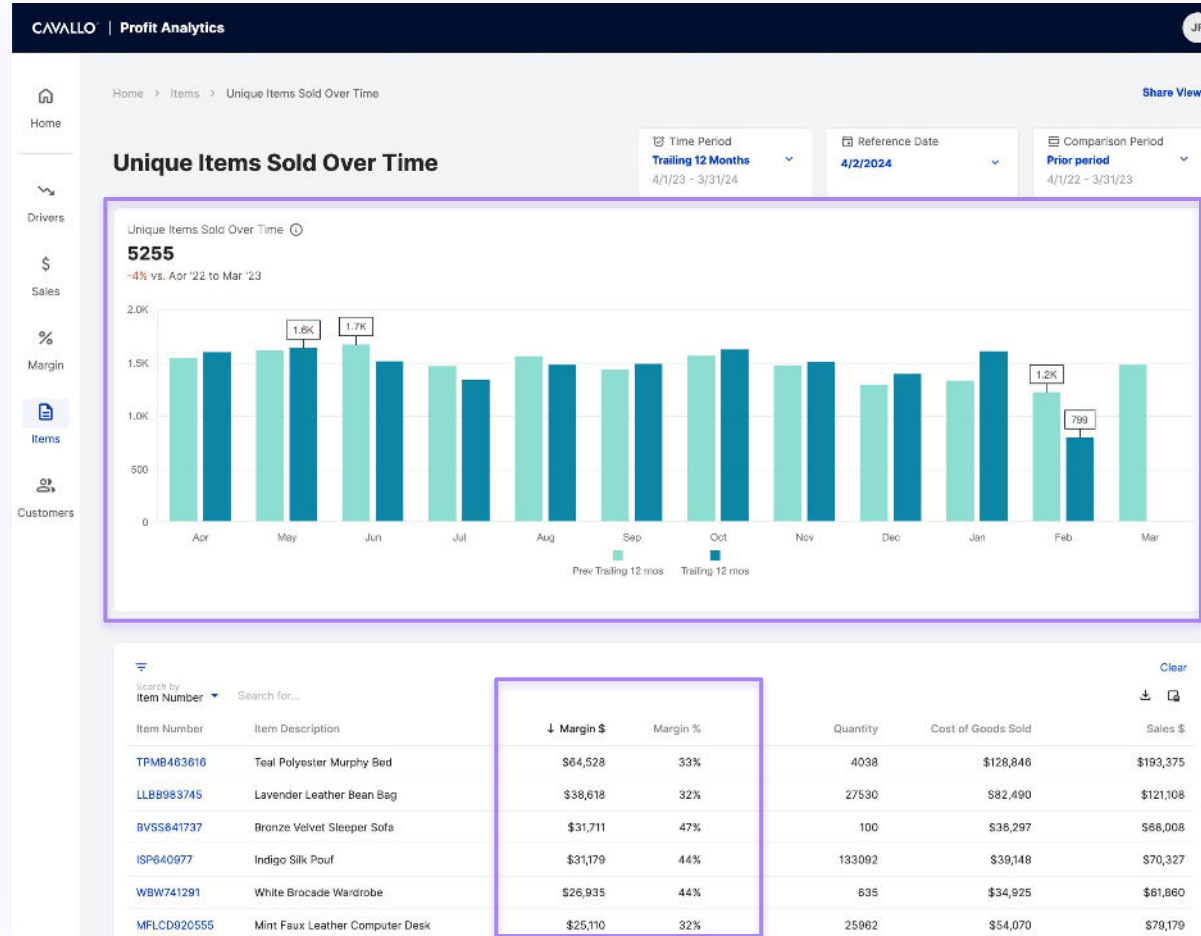 CAVALLO | Profit Analytics
JF
Home
Drivers
Sales
Margin
Items
Customers
Home > Items > Unique Items Sold Over Time
Share View
Unique Items Sold Over Time
Time Period
Trailing 12 Months
4/1/23 - 3/31/24
Reference Date
4/2/2024
Comparison Period
Prior period
4/1/22 - 3/31/23
Unique Items Sold Over Time
5255
-4% vs. Apr '22 to Mar '23
2.0K
1.5K
1.0K
500
0
1.6K
1.7K
1.2K
799
Apr May Jun Jul Aug Sep Oct Nov Dec Jan Feb Mar
Prev Trailing 12 mos Trailing 12 mos
Clear
Search by
Item Number Search for...
Item Number Item Description ↓ Margin $ Margin % Quantity Cost of Goods Sold Sales $
TPMB463616 Teal Polyester Murphy Bed $64,528 33% 4038 $128,846 $193,375
LLBB983745 Lavender Leather Bean Bag $38,618 32% 27530 $82,490 $121,108
BVSS641737 Bronze Velvet Sleeper Sofa $31,711 47% 100 $36,297 $68,008
ISP640977 Indigo Silk Pouf $31,179 44% 133092 $39,148 $70,327
WBW741291 White Brocade Wardrobe $26,935 44% 635 $34,925 $61,860
MFLCD920555 Mint Faux Leather Computer Desk $25,110 32% 25962 $54,070 $79,179